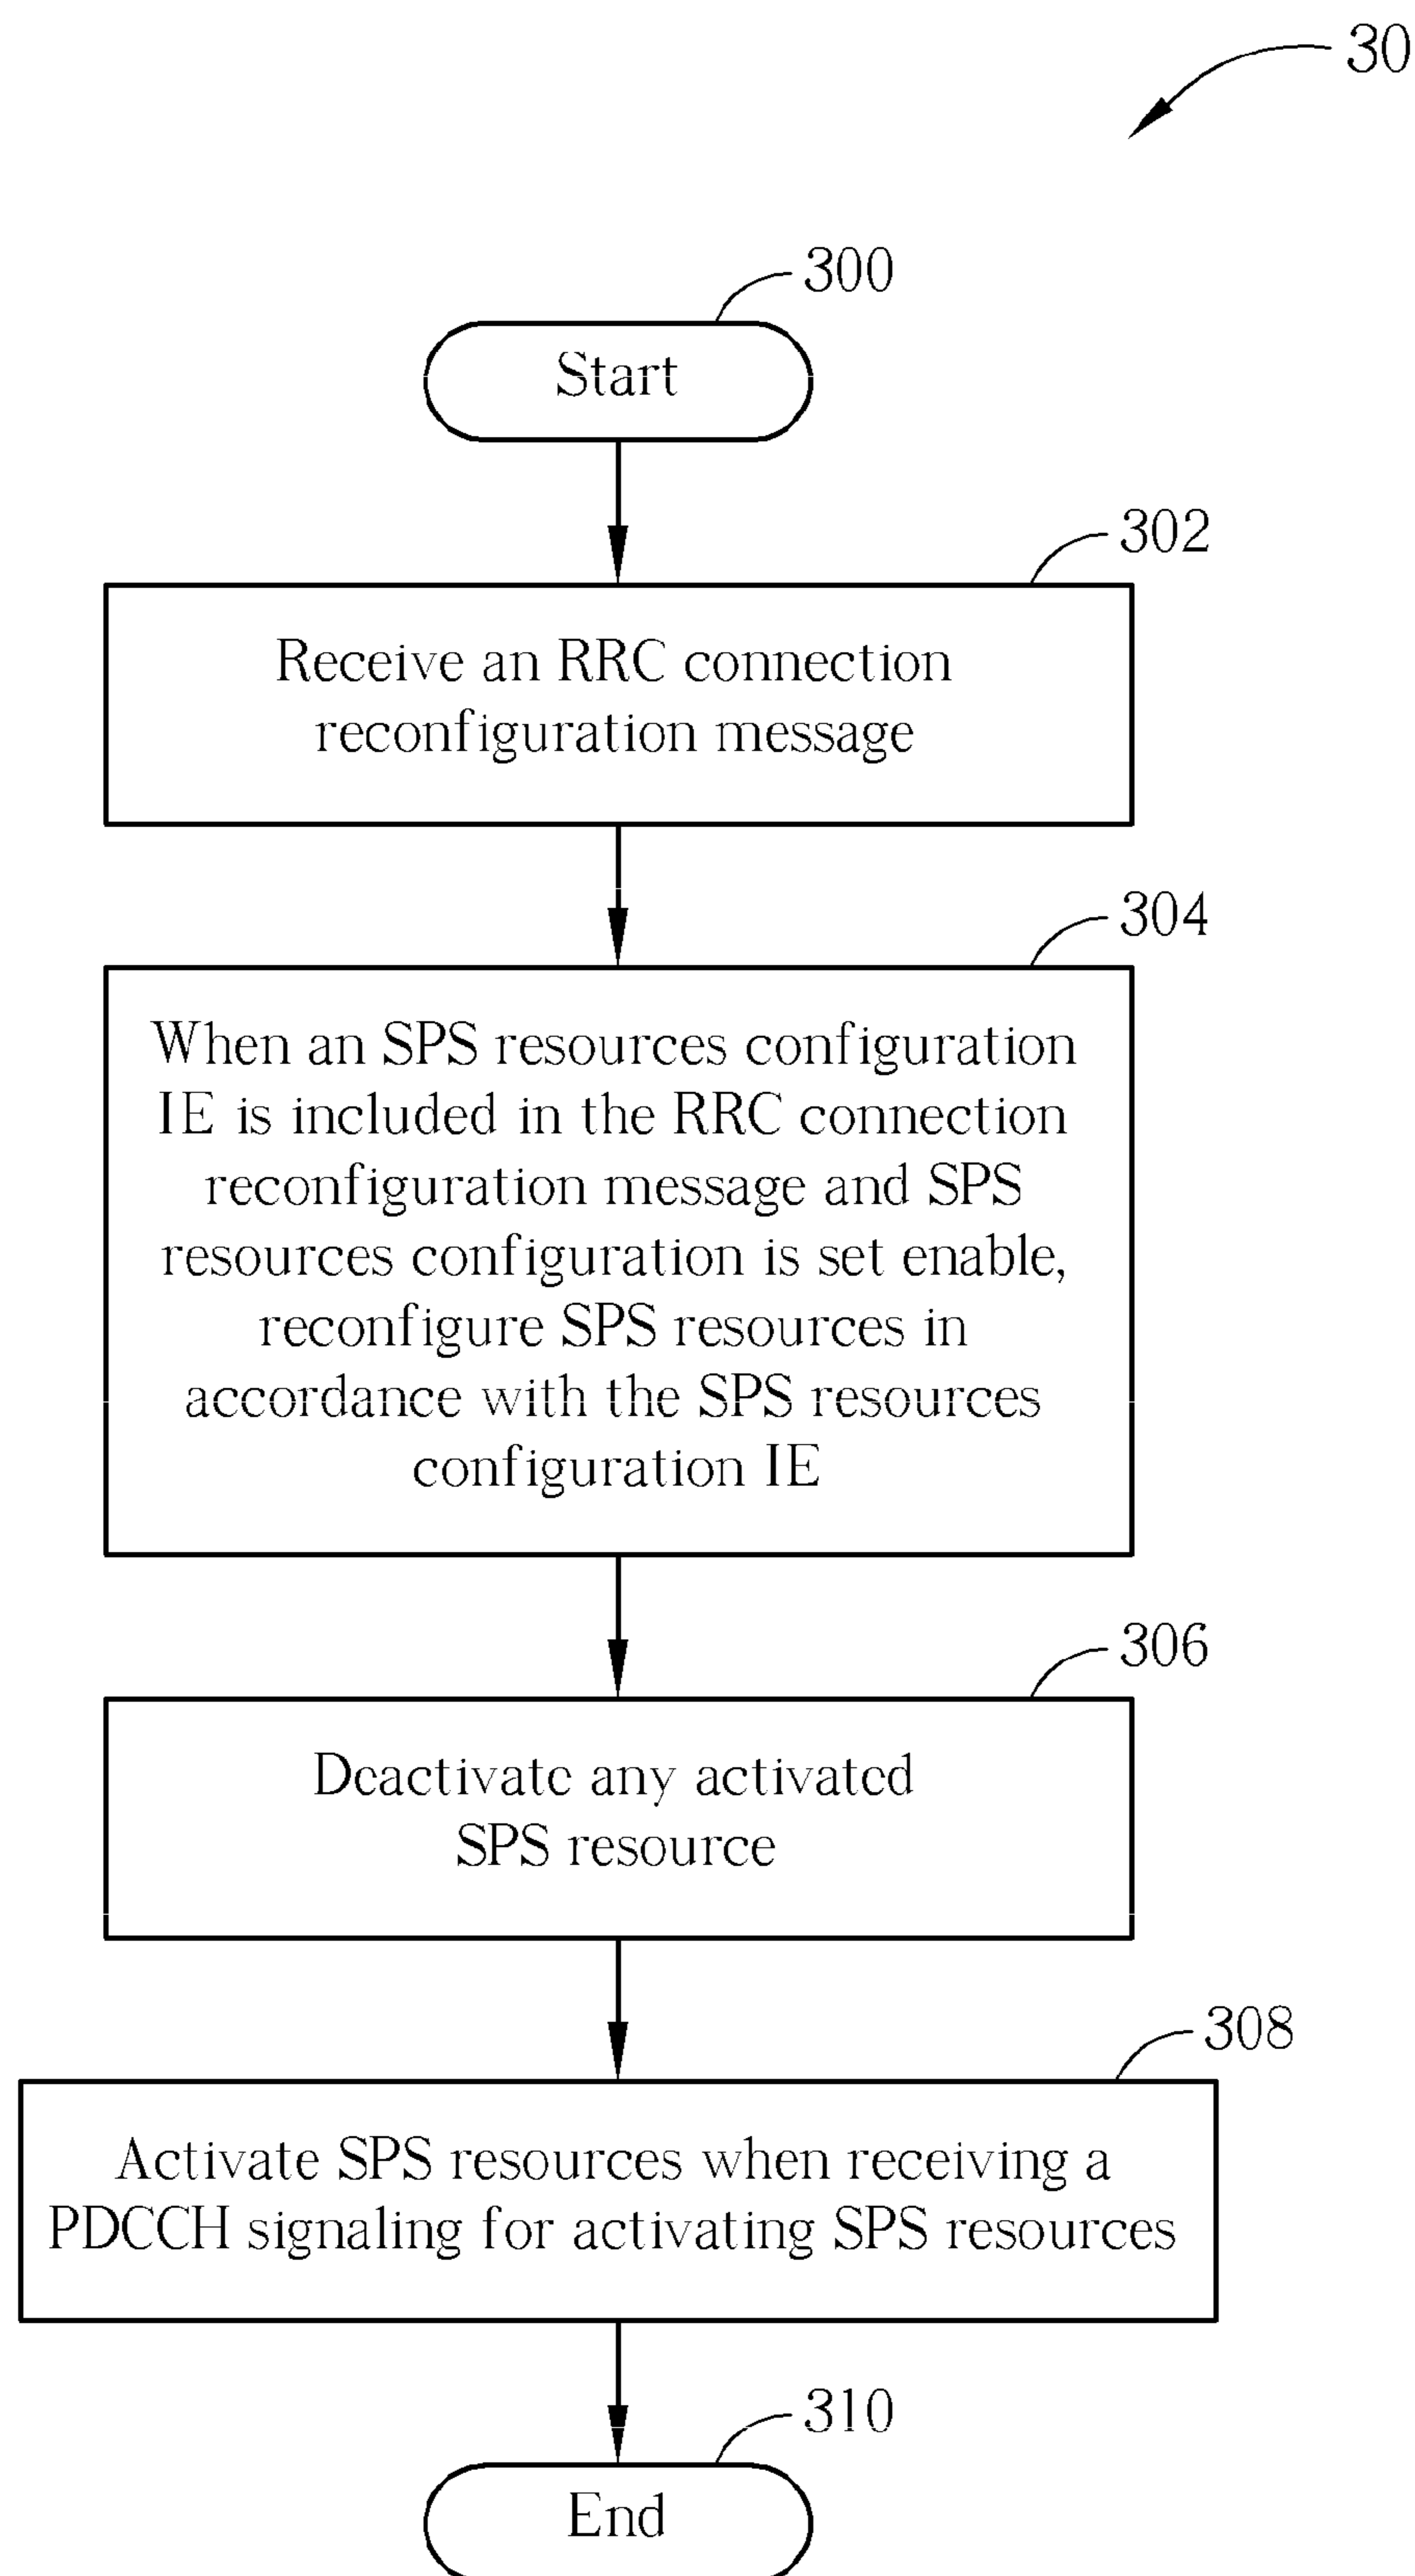 30
300
Start
302
Receive an RRC connection
reconfiguration message
304
When an SPS resources configuration
IE is included in the RRC connection
reconfiguration message and SPS
resources configuration is set enable,
reconfigure SPS resources in
accordance with the SPS resources
configuration IE
306
Deactivate any activated
SPS resource
308
Activate SPS resources when receiving a
PDCCH signaling for activating SPS resources
310
End